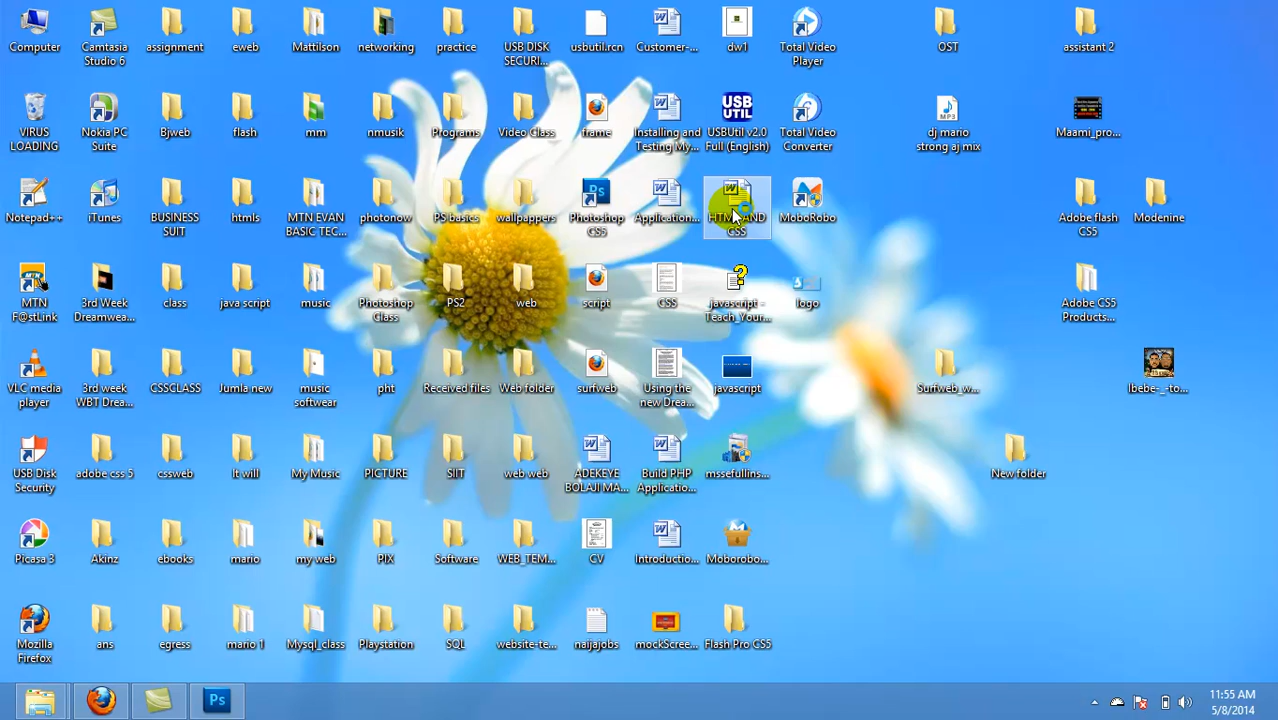 Computer
Camtasia
Studio 6
assignment
eweb
Mattilson
networking
practice
USB DISK
SECURI...
usbutil.rcn
Customer-...
dw1
Total Video
Player
OST
assistant 2
VIRUS
LOADING
Nokia PC
Suite
Bjweb
flash
mm
nmusik
Programs
Video Class
frame
Installing and
Testing My...
USB
UTIL
USBUtil v2.0
Full (English)
Total Video
Converter
MP3
dj mario
strong aj mix
Maami_pro...
Notepad++
iTunes
BUSINESS
SUIT
htmls
MTN EVAN
BASIC TEC...
photonow
PS basics
wallpappers
Ps
Photoshop
CS5
Application...
HTML AND
CSS
MoboRobo
Adobe flash
CS5
Modenine
MTN
MTN
F@stLink
3rd Week
Dreamwea...
class
java script
music
Photoshop
Class
PS2
web
script
CSS
javascript -
Teach_Your...
logo
Adobe CS5
Products...
VLC media
player
3rd week
WBT Drea...
CSSCLASS
Jumla new
music
softwear
pht
Received files
Web folder
surfweb
Using the
new Drea...
javascript
Surfweb_w...
Ibebe-_-to...
USB Disk
Security
adobe css 5
cssweb
It will
My Music
PICTURE
SIIT
web web
ADEKEYE
BOLAJI MA...
Build PHP
Applicatio...
mssefullins...
New folder
Picasa 3
Akinz
ebooks
mario
my web
PIX
Software
WEB_TEM...
CV
Introductio...
Moborobo...
Mozilla
Firefox
ans
egress
mario 1
Mysql_class
Playstation
SQL
website-te...
naijajobs
mockScree...
Flash Pro CS5
Ps
11:55 AM
5/8/2014